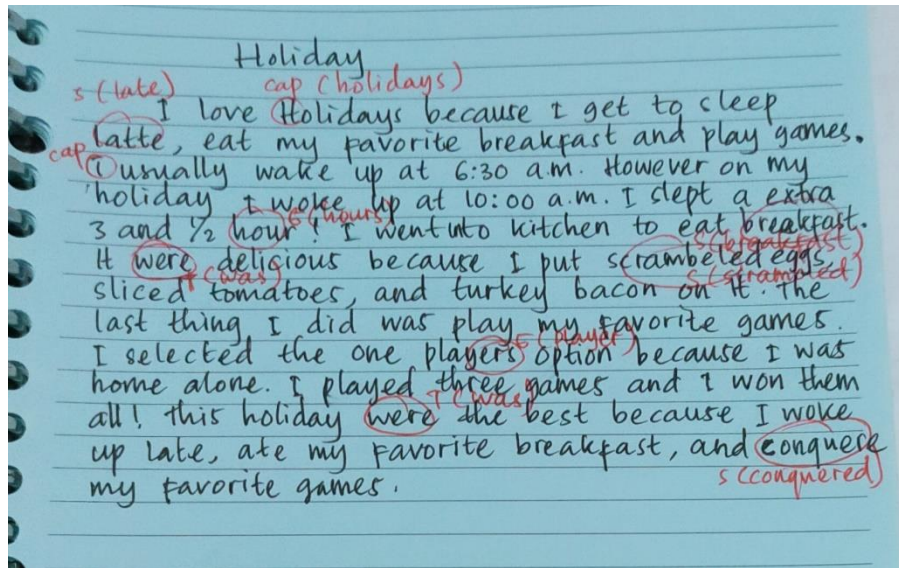 Holiday
s (late) cap (holidays)
I love Holidays because I get to sleep
latte, eat my favorite breakfast and play games.
cap
I usually wake up at 6:30 a.m. However on my
holiday I woke up at 10:00 a.m. I slept a extra
G (hours)
3 and 1/2 hour! I went into kitchen to eat breakfast.
s (breakfast)
It were delicious because I put scrambeled eggs,
T (was)
sliced tomatoes, and turkey bacon on it. The
last thing I did was play my favorite games.
G (player)
I selected the one players option because I was
home alone. I played three games and I won them
T (was)
all! this holiday were the best because I woke
up late, ate my favorite breakfast, and conquere
s (conquered)
my favorite games.